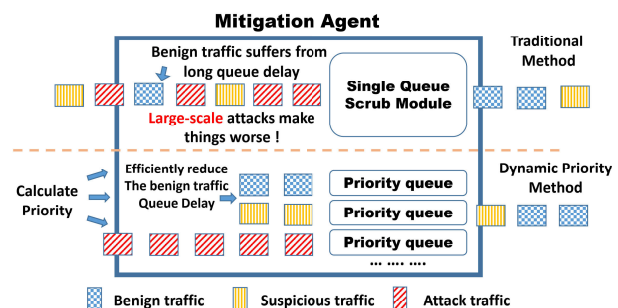 Mitigation Agent
Benign traffic suffers from
long queue delay
Large-scale attacks make
things worse !
Single Queue
Scrub Module
Traditional
Method
Calculate
Priority
Efficiently reduce
The benign traffic
Queue Delay
Priority queue
Priority queue
Priority queue
... .... ....
Dynamic Priority
Method
Benign traffic
Suspicious traffic
Attack traffic